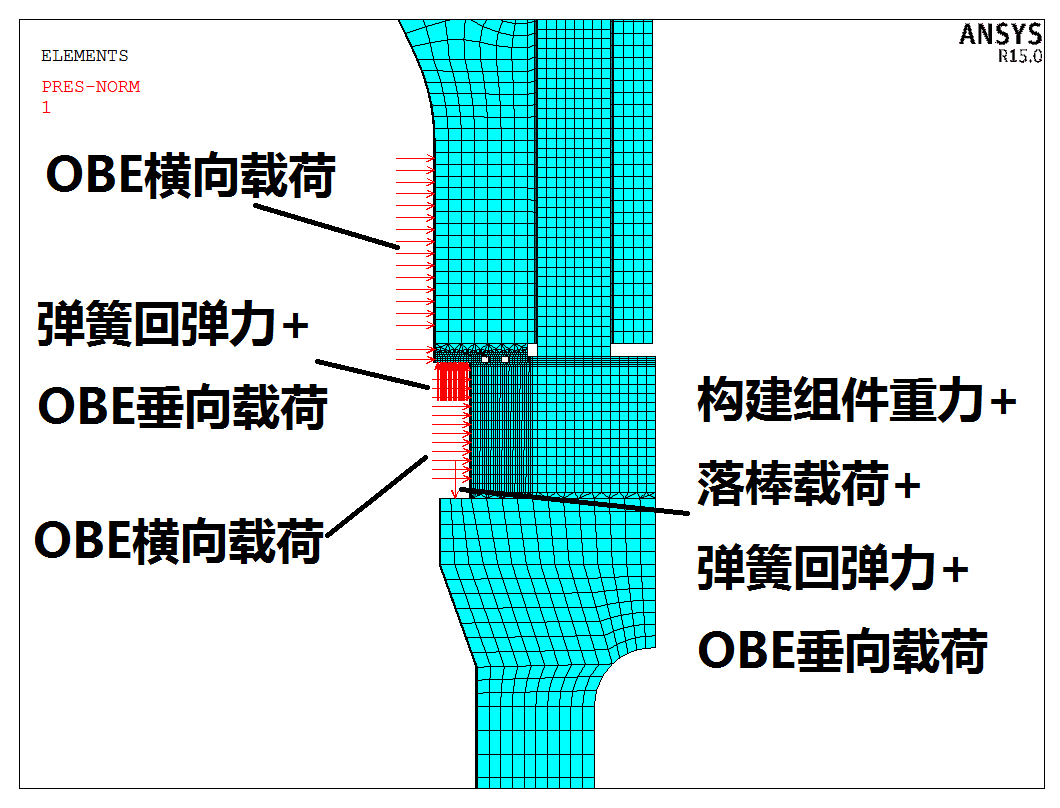 ANSYS
R15.0
ELEMENTS
PRES-NORM
1
OBE横向载荷
弹簧回弹力+
OBE垂向载荷
OBE横向载荷
构建组件重力+
落棒载荷+
弹簧回弹力+
OBE垂向载荷